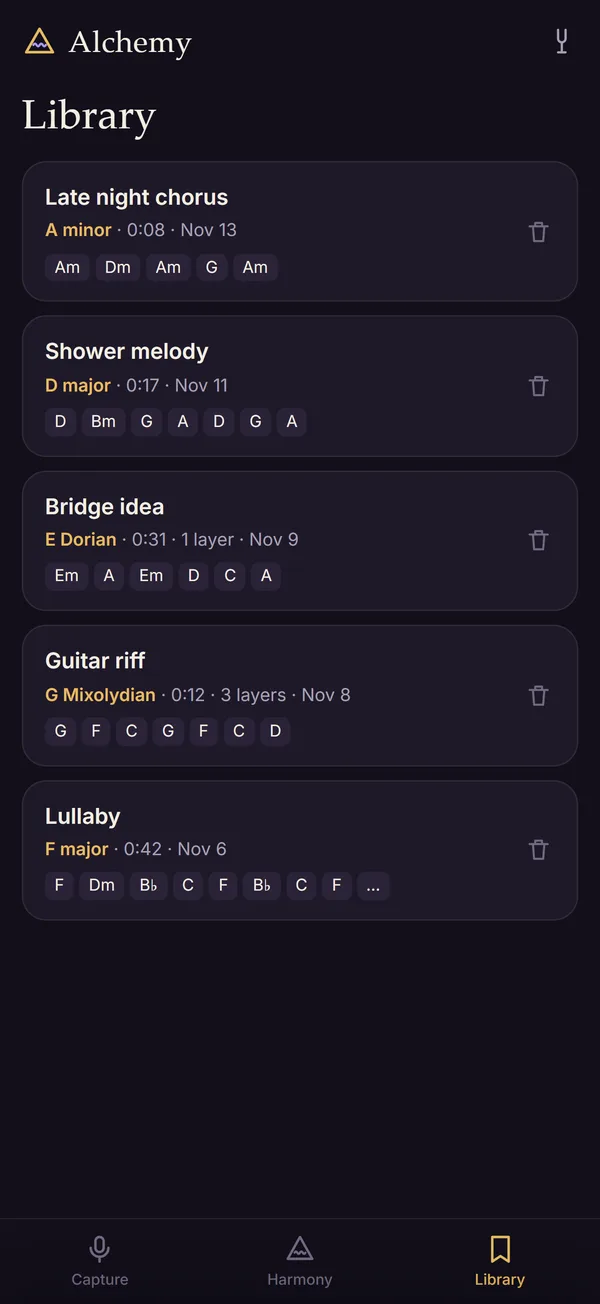 Alchemy
Library
Late night chorus
A minor · 0:08 · Nov 13
Am Dm Am G Am
Shower melody
D major · 0:17 · Nov 11
D Bm G A D G A
Bridge idea
E Dorian · 0:31 · 1 layer · Nov 9
Em A Em D C A
Guitar riff
G Mixolydian · 0:12 · 3 layers · Nov 8
G F C G F C D
Lullaby
F major · 0:42 · Nov 6
F Dm B♭ C F B♭ C F ...
Capture Harmony Library